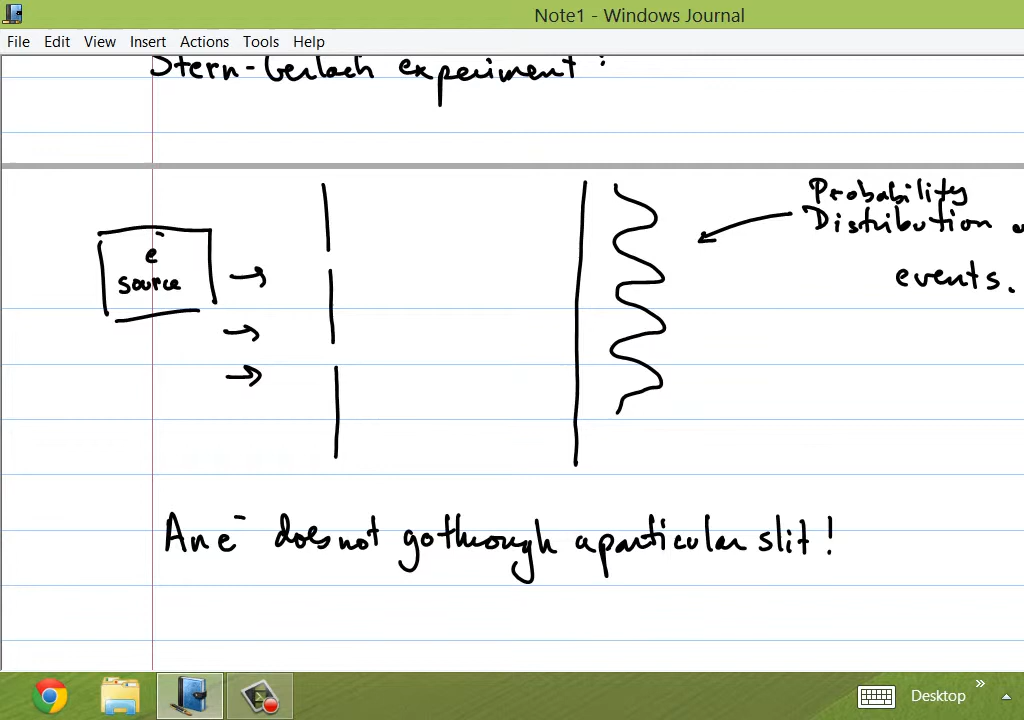 Note1 - Windows Journal
File Edit View Insert Actions Tools Help
Stern-Gerlach experiment :
Probability
Distribution
events.
e⁻
source
An e⁻ does not go through a particular slit !
Desktop